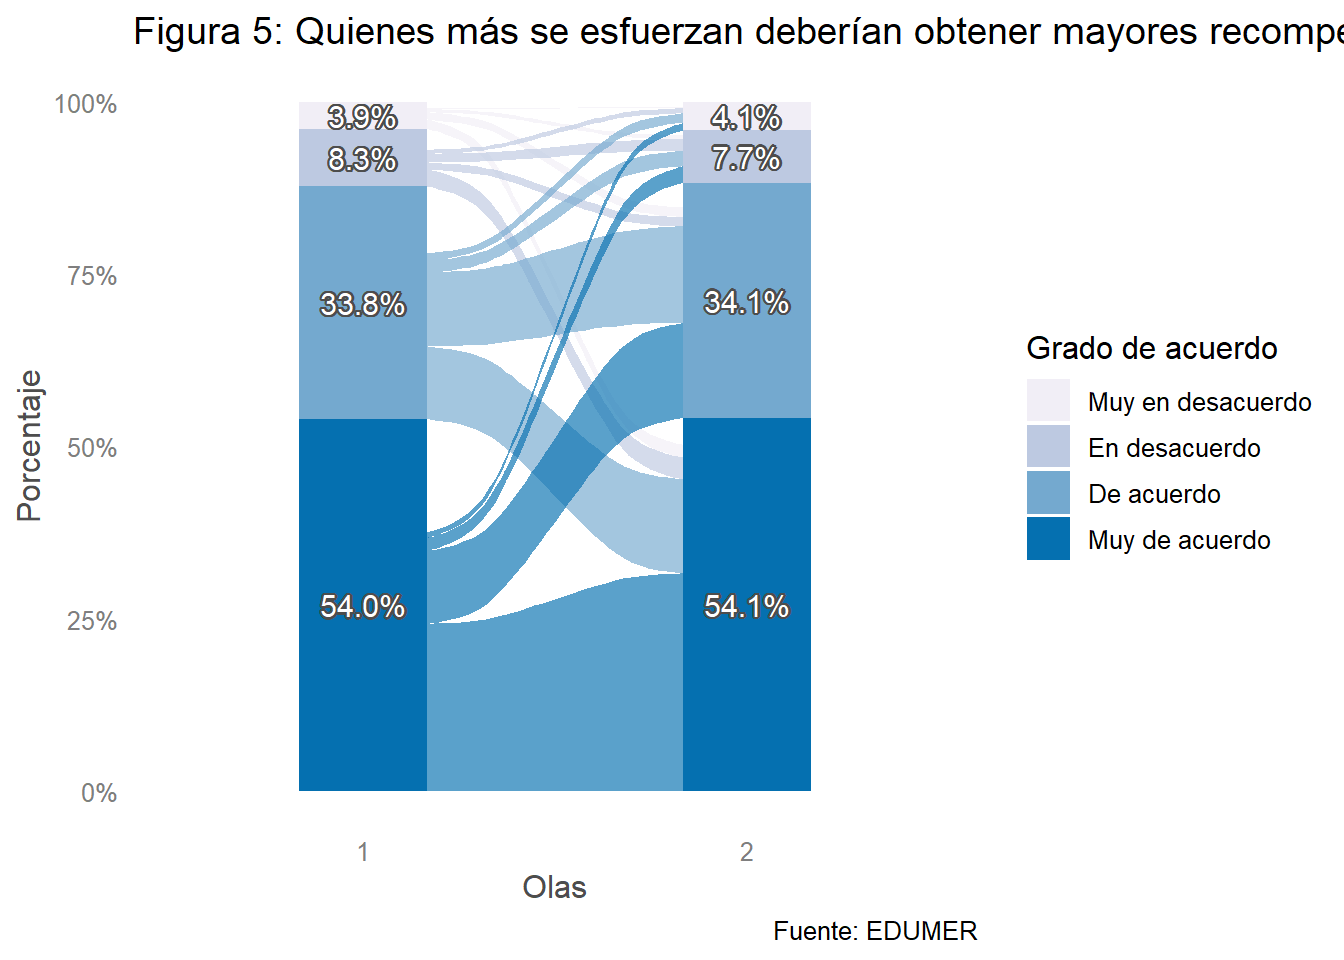 Figura 5: Quienes más se esfuerzan deberían obtener mayores recompe
100%
75%
50%
25%
0%
Porcentaje
3.9%
8.3%
33.8%
54.0%
4.1%
7.7%
34.1%
54.1%
1
2
Olas
Grado de acuerdo
Muy en desacuerdo
En desacuerdo
De acuerdo
Muy de acuerdo
Fuente: EDUMER